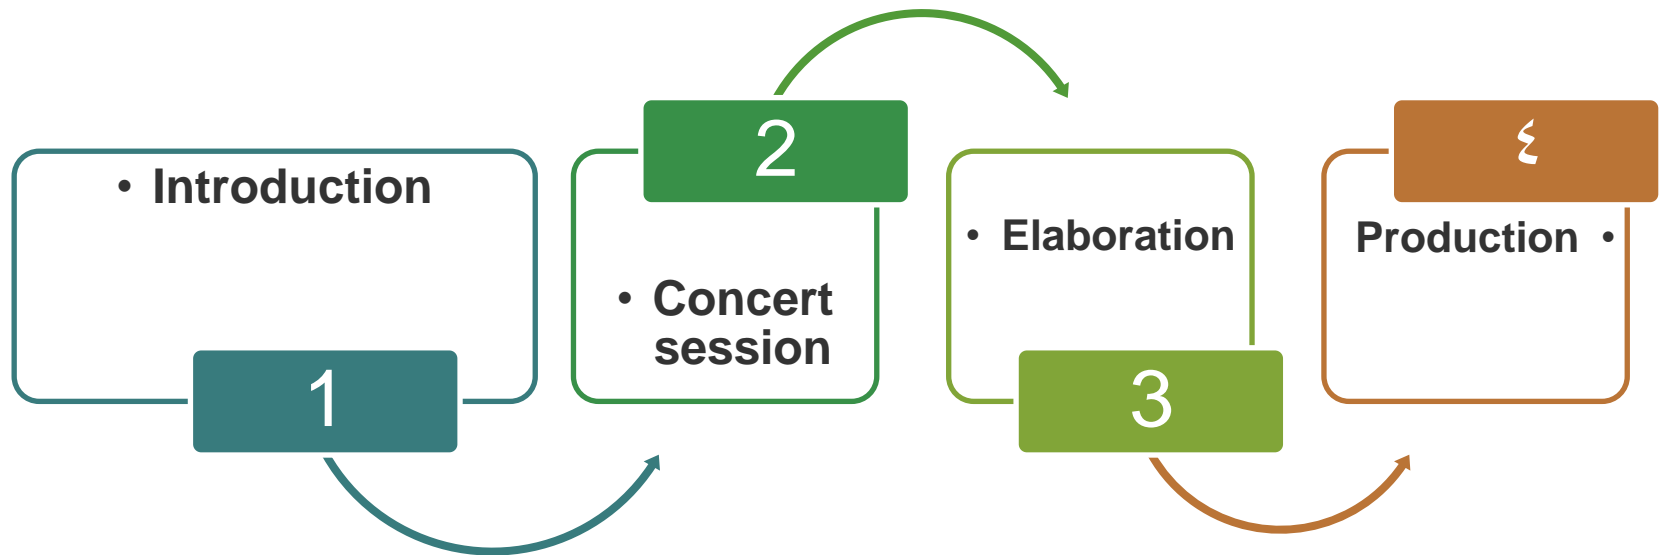 • Introduction
1
2
• Concert
session
• Elaboration
3
٤
Production •